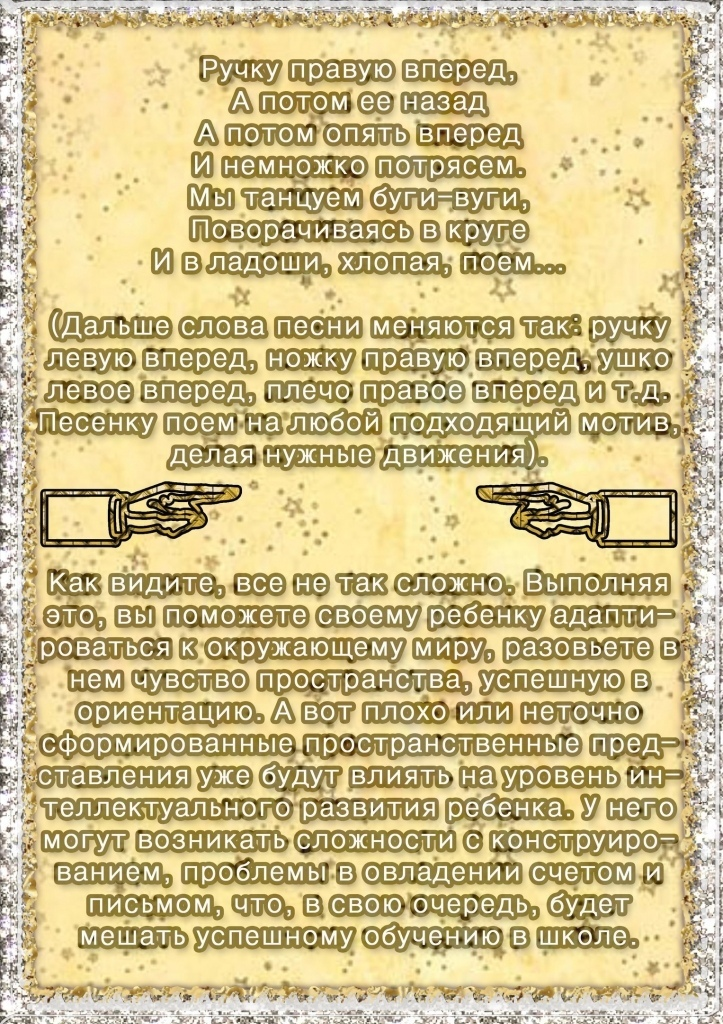 Ручку правую вперед,
А потом ее назад
А потом опять вперед
И немножко потрясем.
Мы танцуем буги-вуги,
Поворачиваясь в круге
И в ладоши, хлопая, поем...
(Дальше слова песни меняются так: ручку
левую вперед, ножку правую вперед, ушко
левое вперед, плечо правое вперед и т.д.
Песенку поем на любой подходящий мотив,
делая нужные движения).
Как видите, все не так сложно. Выполняя
это, вы поможете своему ребенку адапти-
роваться к окружающему миру, разовьете в
нем чувство пространства, успешную в
ориентацию. А вот плохо или неточно
сформированные пространственные пред-
ставления уже будут влиять на уровень ин-
теллектуального развития ребенка. У него
могут возникать сложности с конструиро-
ванием, проблемы в овладении счетом и
письмом, что, в свою очередь, будет
мешать успешному обучению в школе.